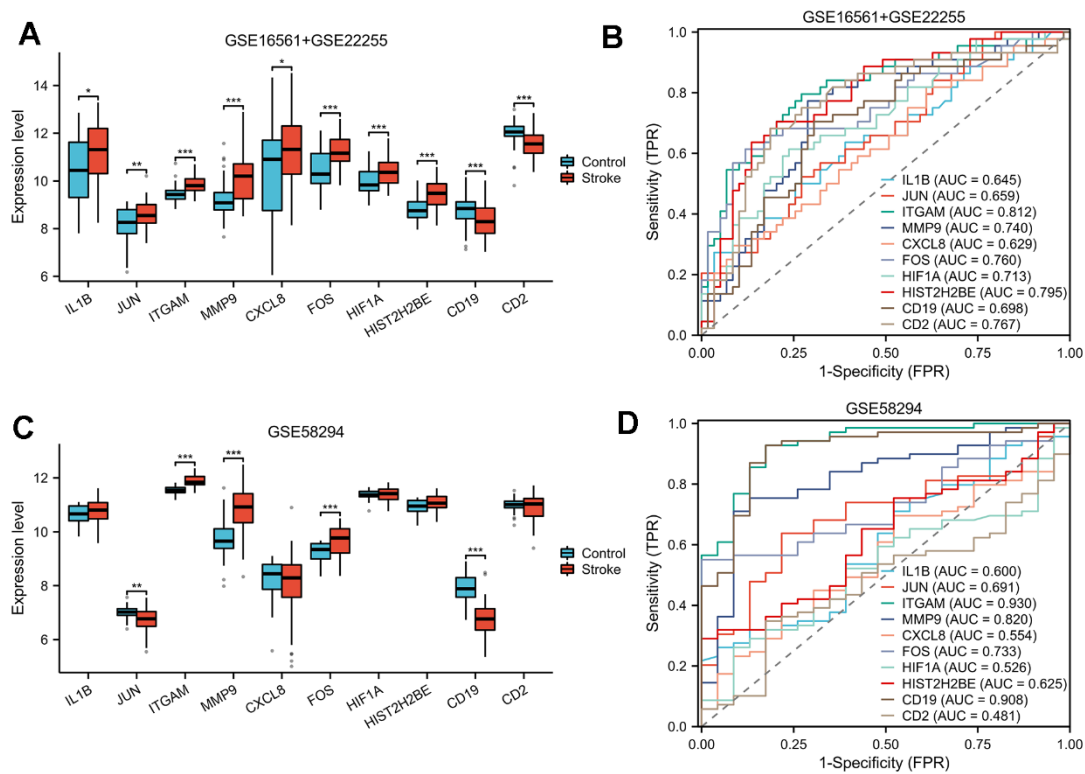 A
GSE16561+GSE22255
Expression level
14
12
10
8
6
*
**
***
***
*
***
***
***
***
***
IL1B
JUN
ITGAM
MMP9
CXCL8
FOS
HIF1A
HIST2H2BE
CD19
CD2
Control
Stroke
B
GSE16561+GSE22255
Sensitivity (TPR)
1.0
0.8
0.6
0.4
0.2
0.0
IL1B (AUC = 0.645)
JUN (AUC = 0.659)
ITGAM (AUC = 0.812)
MMP9 (AUC = 0.740)
CXCL8 (AUC = 0.629)
FOS (AUC = 0.760)
HIF1A (AUC = 0.713)
HIST2H2BE (AUC = 0.795)
CD19 (AUC = 0.698)
CD2 (AUC = 0.767)
0.00 0.25 0.50 0.75 1.00
1-Specificity (FPR)
C
GSE58294
Expression level
12
10
8
6
**
***
***
***
***
IL1B
JUN
ITGAM
MMP9
CXCL8
FOS
HIF1A
HIST2H2BE
CD19
CD2
Control
Stroke
D
GSE58294
Sensitivity (TPR)
1.0
0.8
0.6
0.4
0.2
0.0
IL1B (AUC = 0.600)
JUN (AUC = 0.691)
ITGAM (AUC = 0.930)
MMP9 (AUC = 0.820)
CXCL8 (AUC = 0.554)
FOS (AUC = 0.733)
HIF1A (AUC = 0.526)
HIST2H2BE (AUC = 0.625)
CD19 (AUC = 0.908)
CD2 (AUC = 0.481)
0.00 0.25 0.50 0.75 1.00
1-Specificity (FPR)